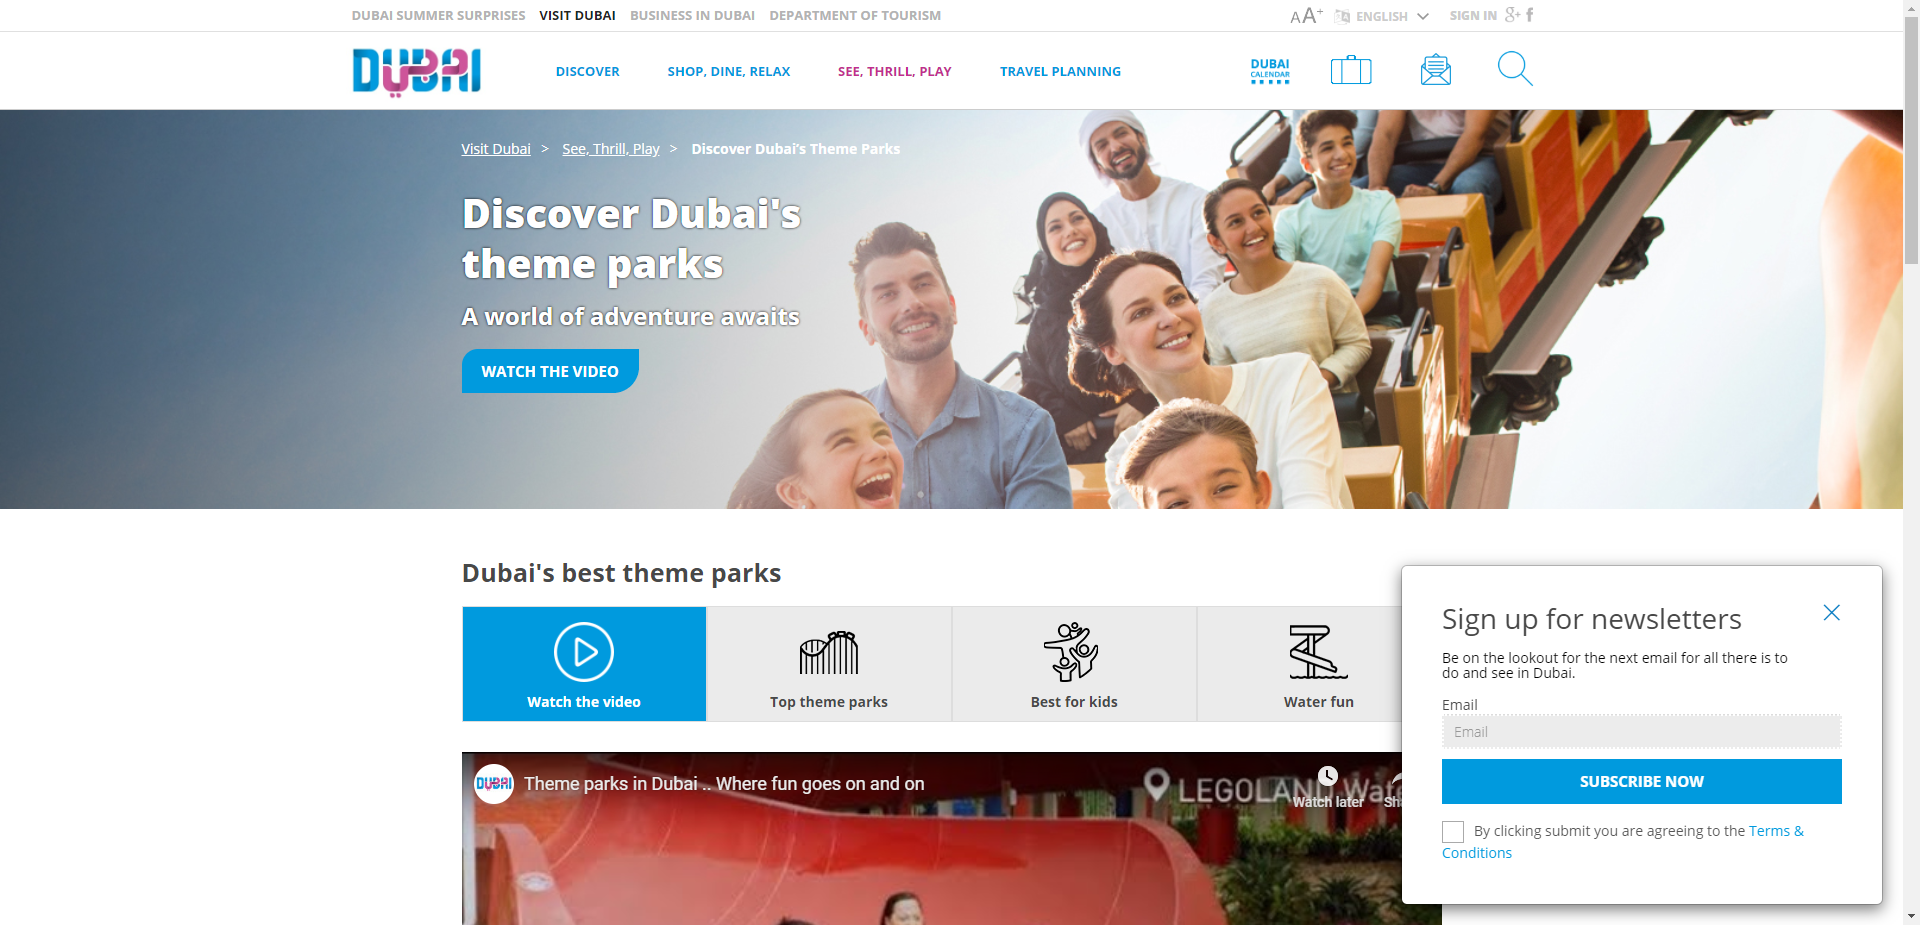 DUBAI SUMMER SURPRISES VISIT DUBAI BUSINESS IN DUBAI DEPARTMENT OF TOURISM
AA+ ENGLISH SIGN IN g+ f
DUBAI
DISCOVER SHOP, DINE, RELAX SEE, THRILL, PLAY TRAVEL PLANNING
DUBAI
CALENDAR
Visit Dubai > See, Thrill, Play > Discover Dubai’s Theme Parks
Discover Dubai's
theme parks
A world of adventure awaits
WATCH THE VIDEO
Dubai's best theme parks
Watch the video
Top theme parks
Best for kids
Water fun
DUBAI Theme parks in Dubai .. Where fun goes on and on
LEGOLAND
Watch later
Sign up for newsletters
Be on the lookout for the next email for all there is to
do and see in Dubai.
Email
Email
SUBSCRIBE NOW
By clicking submit you are agreeing to the Terms &
Conditions